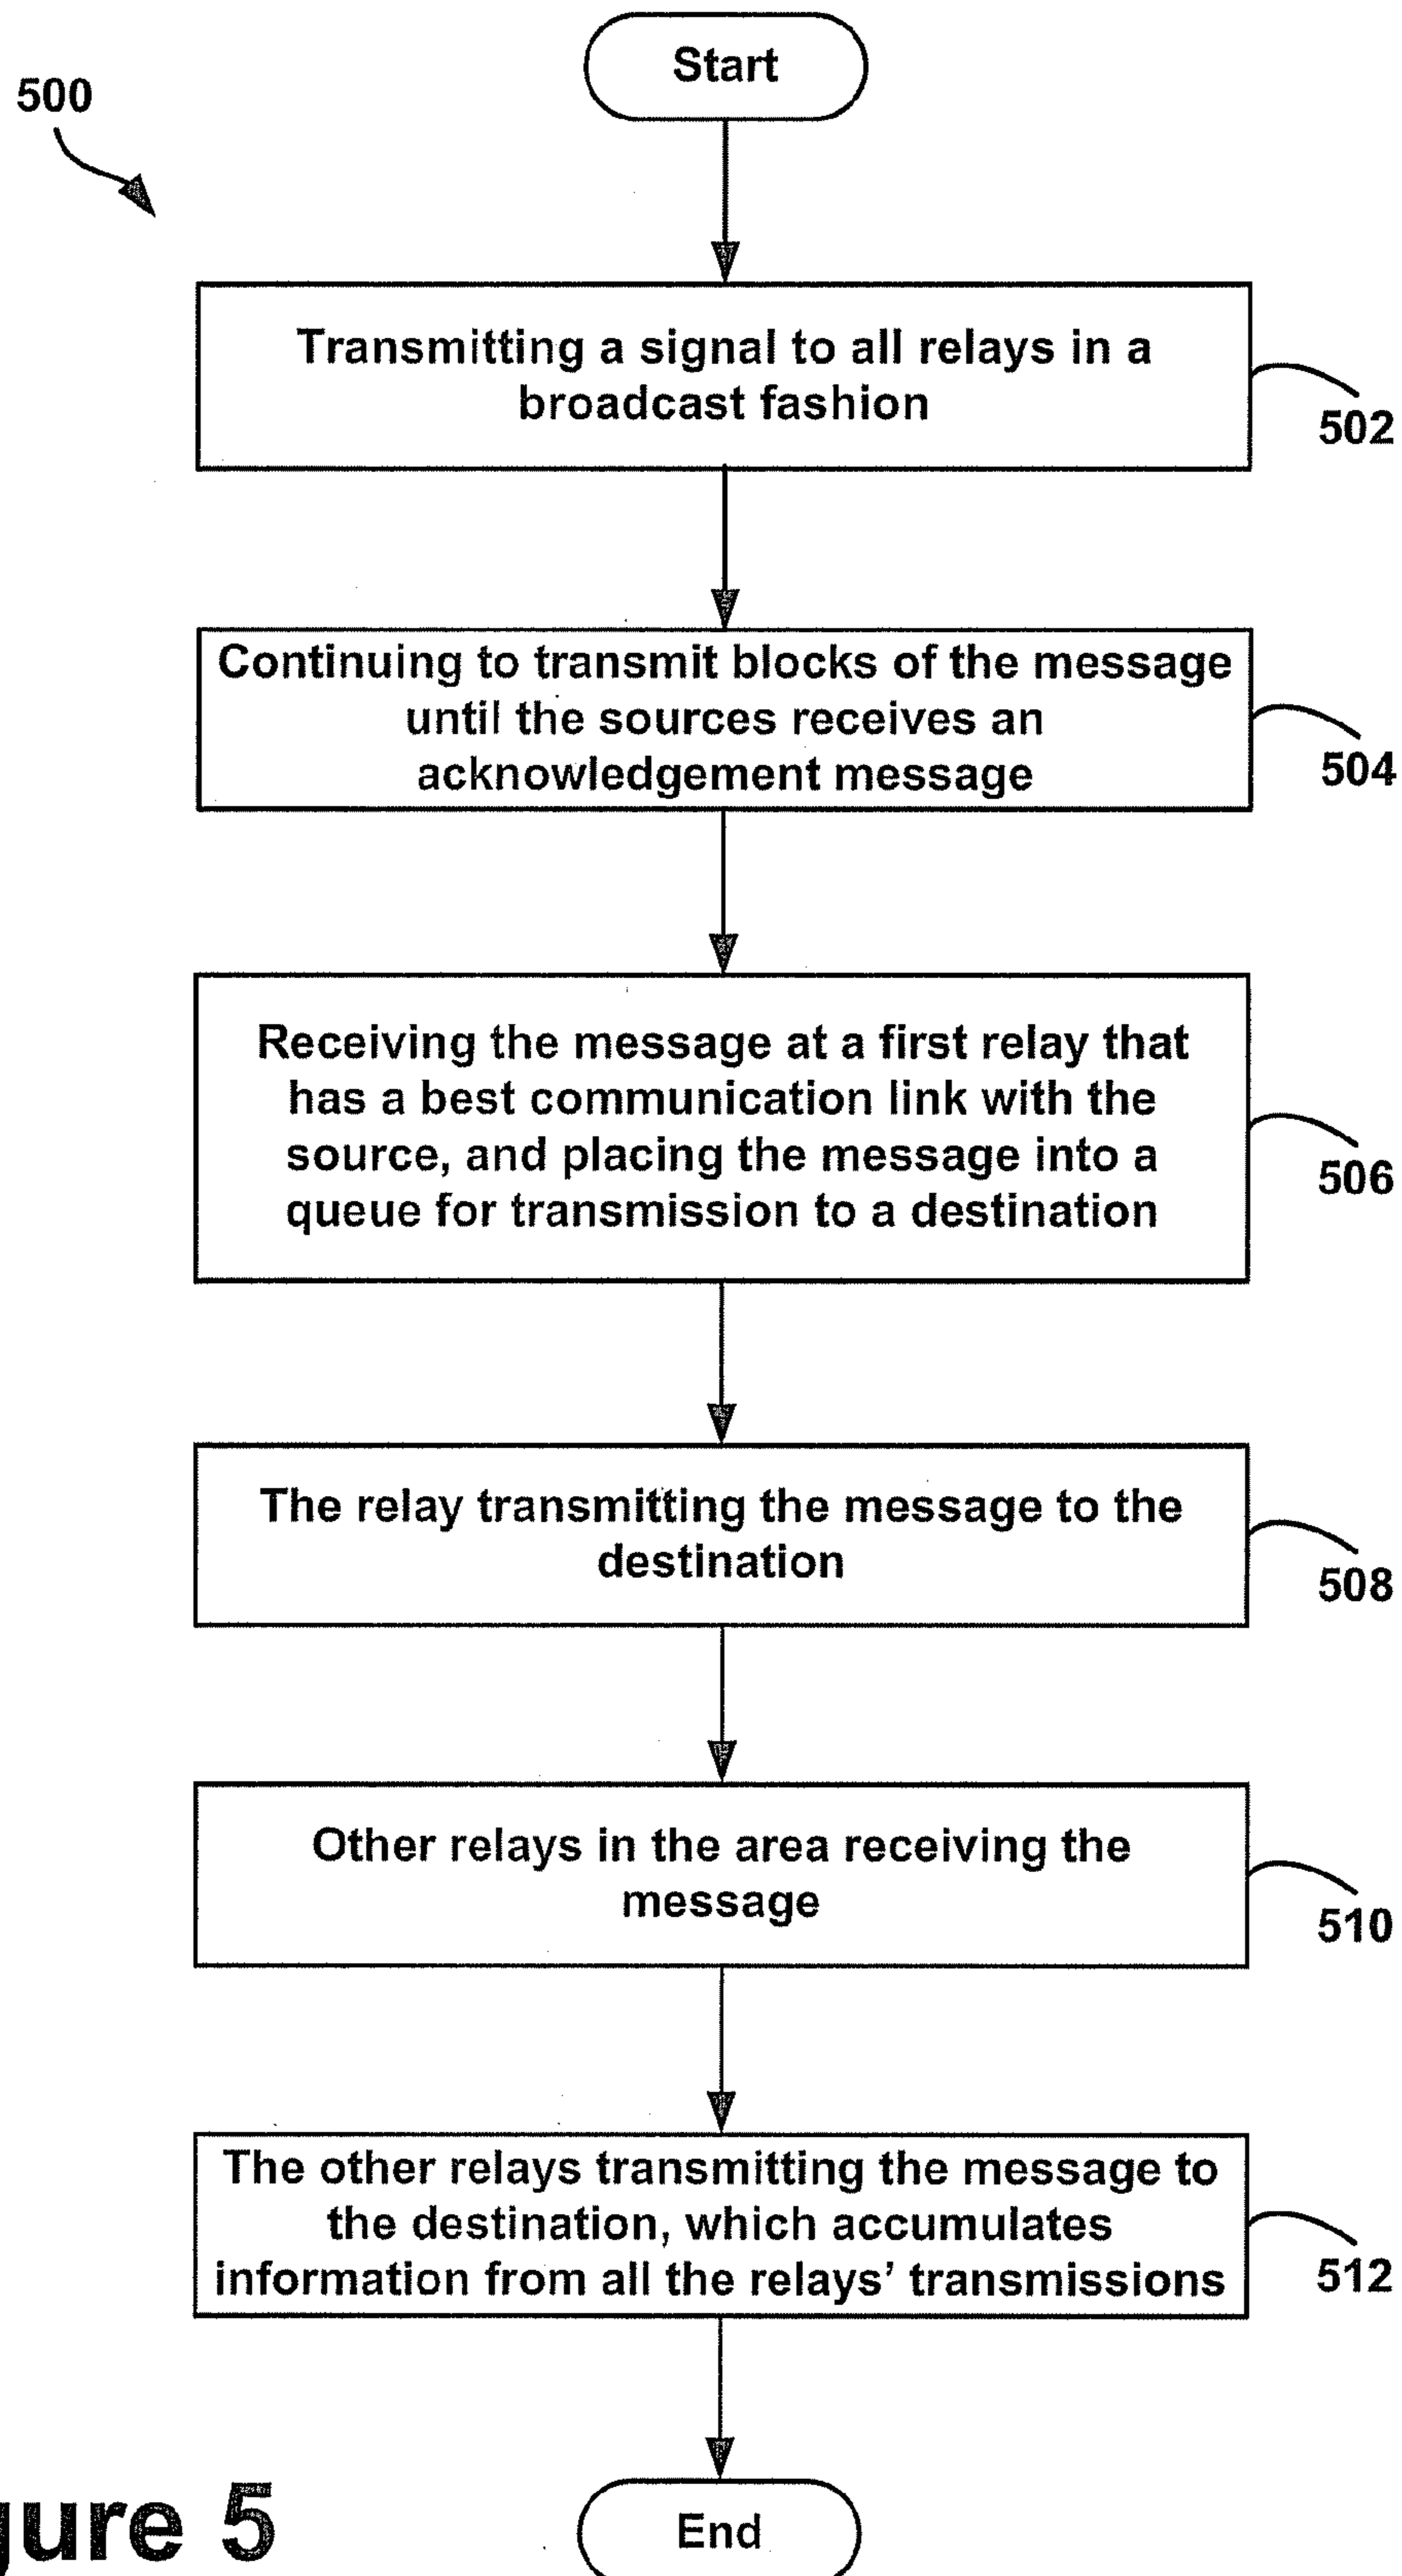 Start
500
Transmitting a signal to all relays in a
broadcast fashion
502
Continuing to transmit blocks of the message
until the sources receives an
acknowledgement message
504
Receiving the message at a first relay that
has a best communication link with the
source, and placing the message into a
queue for transmission to a destination
506
The relay transmitting the message to the
destination
508
Other relays in the area receiving the
message
510
The other relays transmitting the message to
the destination, which accumulates
information from all the relays' transmissions
512
gure 5
End